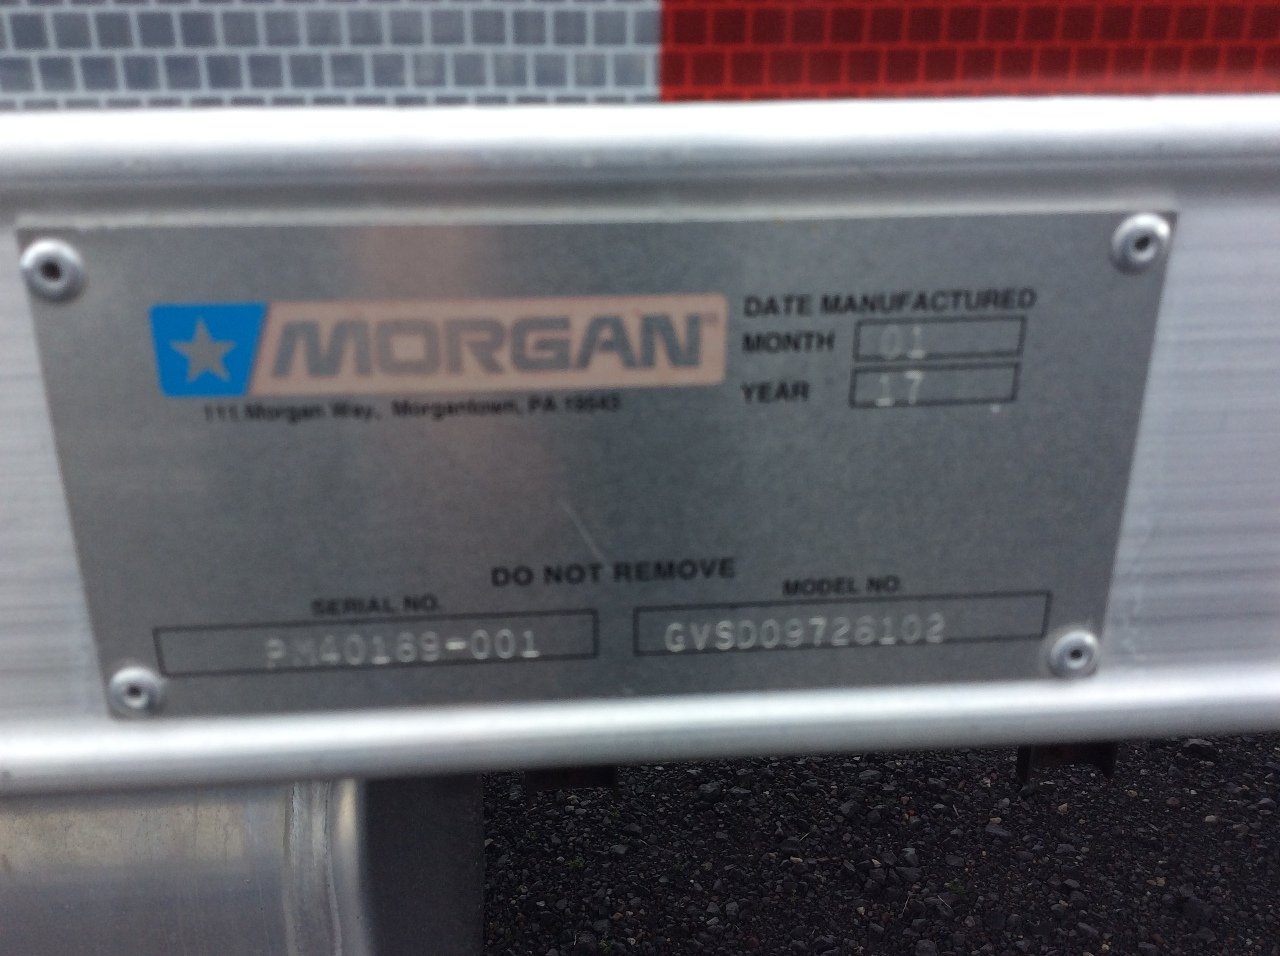 MORGAN
111 Morgan Way, Morgantown, PA 19543
DATE MANUFACTURED
MONTH 01
YEAR 17
DO NOT REMOVE
SERIAL NO. MODEL NO.
PM40169-001 GVSD09726102